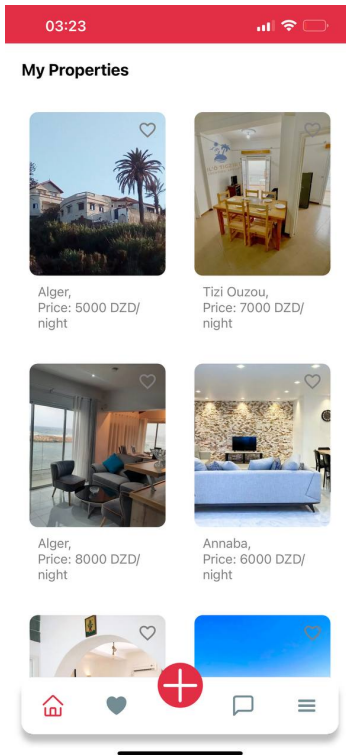 03:23
My Properties
Alger,
Price: 5000 DZD/
night
Tizi Ouzou,
Price: 7000 DZD/
night
Alger,
Price: 8000 DZD/
night
Annaba,
Price: 6000 DZD/
night